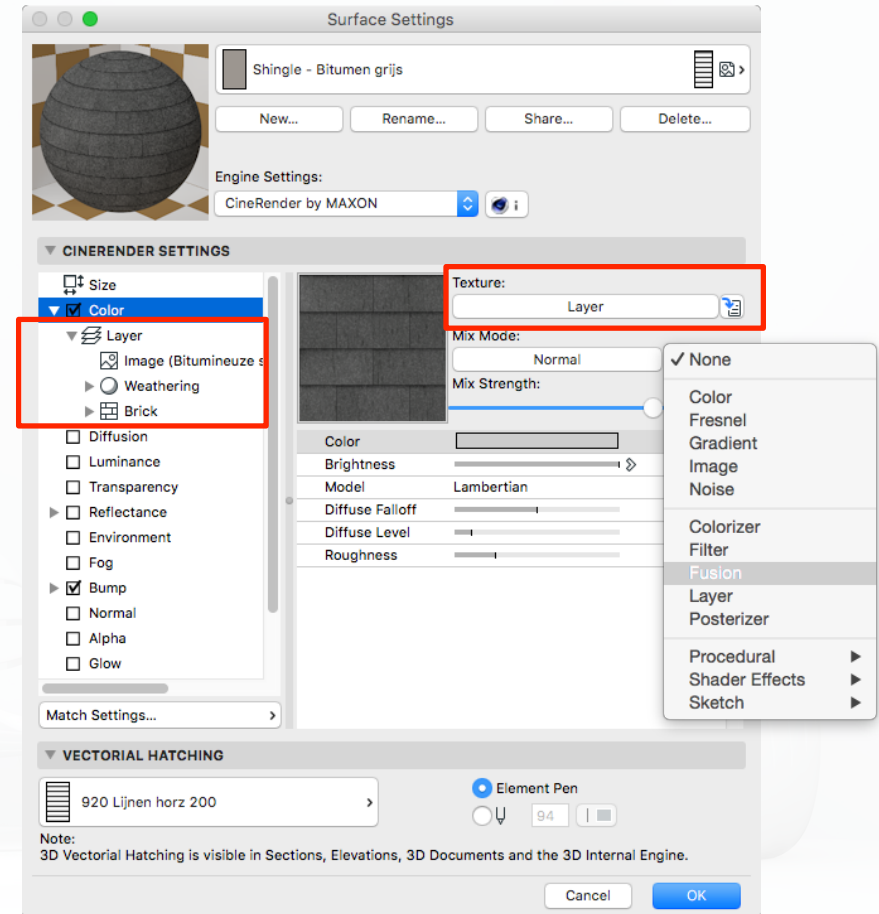 Surface Settings
Shingle - Bitumen grijs
New...
Rename...
Share...
Delete...
Engine Settings:
CineRender by MAXON
i
CINERENDER SETTINGS
Size
Color
Layer
Image (Bitumineuze s
Weathering
Brick
Diffusion
Luminance
Transparency
Reflectance
Environment
Fog
Bump
Normal
Alpha
Glow
Match Settings...
Texture:
Layer
Mix Mode:
Normal
Mix Strength:
Color
Brightness
Model Lambertian
Diffuse Falloff
Diffuse Level
Roughness
None
Color
Fresnel
Gradient
Image
Noise
Colorizer
Filter
Fusion
Layer
Posterizer
Procedural
Shader Effects
Sketch
VECTORIAL HATCHING
920 Lijnen horz 200
Element Pen
94
Note:
3D Vectorial Hatching is visible in Sections, Elevations, 3D Documents and the 3D Internal Engine.
Cancel
OK